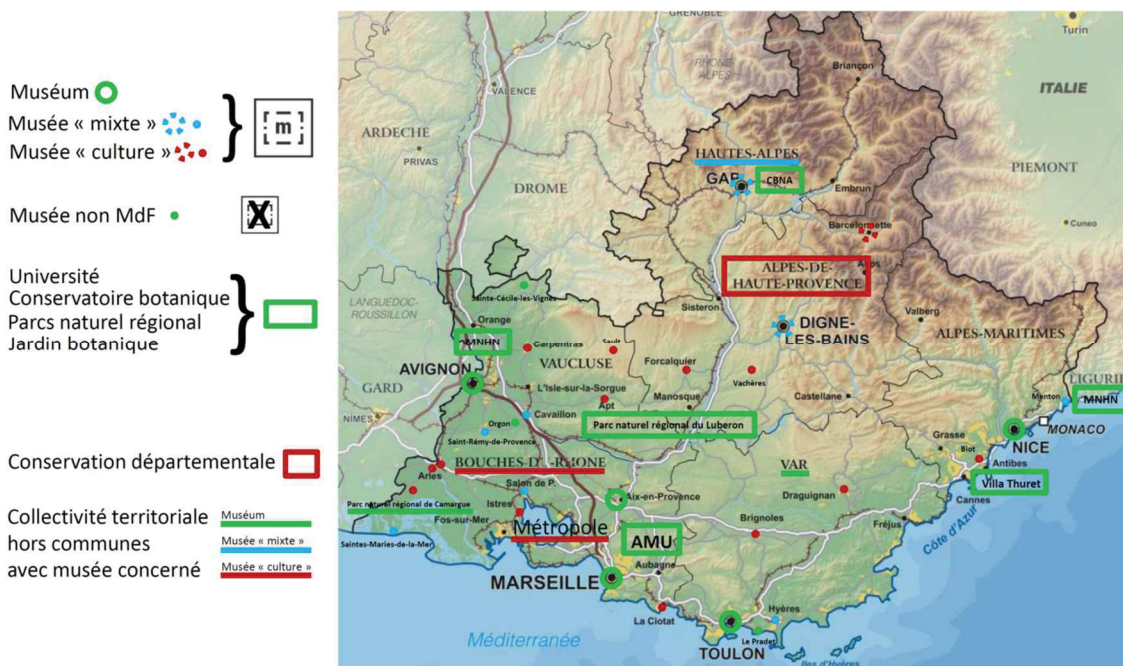 Muséum
Musée « mixte »
Musée « culture »
m
Musée non MdF
X
Université
Conservatoire botanique
Parcs naturel régional
Jardin botanique
Conservation départementale
Collectivité territoriale
hors communes
avec musée concerné
Muséum
Musée « mixte »
Musée « culture »
GRENOBLE
Turin
RHONE-ALPES
Briançon
VALENCE
ITALIE
ARDECHE
PRIVAS
HAUTES-ALPES
PIEMONT
GAP
CBNA
Embrun
DROME
Barcelonnette
Cuneo
ALPES-DE-
HAUTE-PROVENCE
Sainte-Cécile-les-Vignes
LANGUEDOC-
ROUSSILLON
Sisteron
Valberg
Orange
DIGNE-
LES-BAINS
ALPES-MARITIMES
MNHN
Carpentras
VAUCLUSE
Forcalquier
LIGURIE
AVIGNON
Vachères
GARD
L'Isle-sur-la-Sorgue
Apt
Manosque
Castellane
Menton
MNHN
NÎMES
Cavaillon
Orgon
Parc naturel régional du Luberon
MONACO
Saint-Rémy-de-Provence
Grasse
NICE
BOUCHES-DU-RHONE
VAR
Biot
Antibes
Arles
Salon de P.
Aix-en-Provence
Draguignan
Villa Thuret
Cannes
Parc naturel régional de Camargue
Istres
Fos-sur-Mer
Métropole
Brignoles
Fréjus
Côte d'Azur
Saintes-Maries-de-la-Mer
AMU
Aubagne
MARSEILLE
La Ciotat
Hyères
Méditerranée
Le Pradet
TOULON
Iles d'Hyères